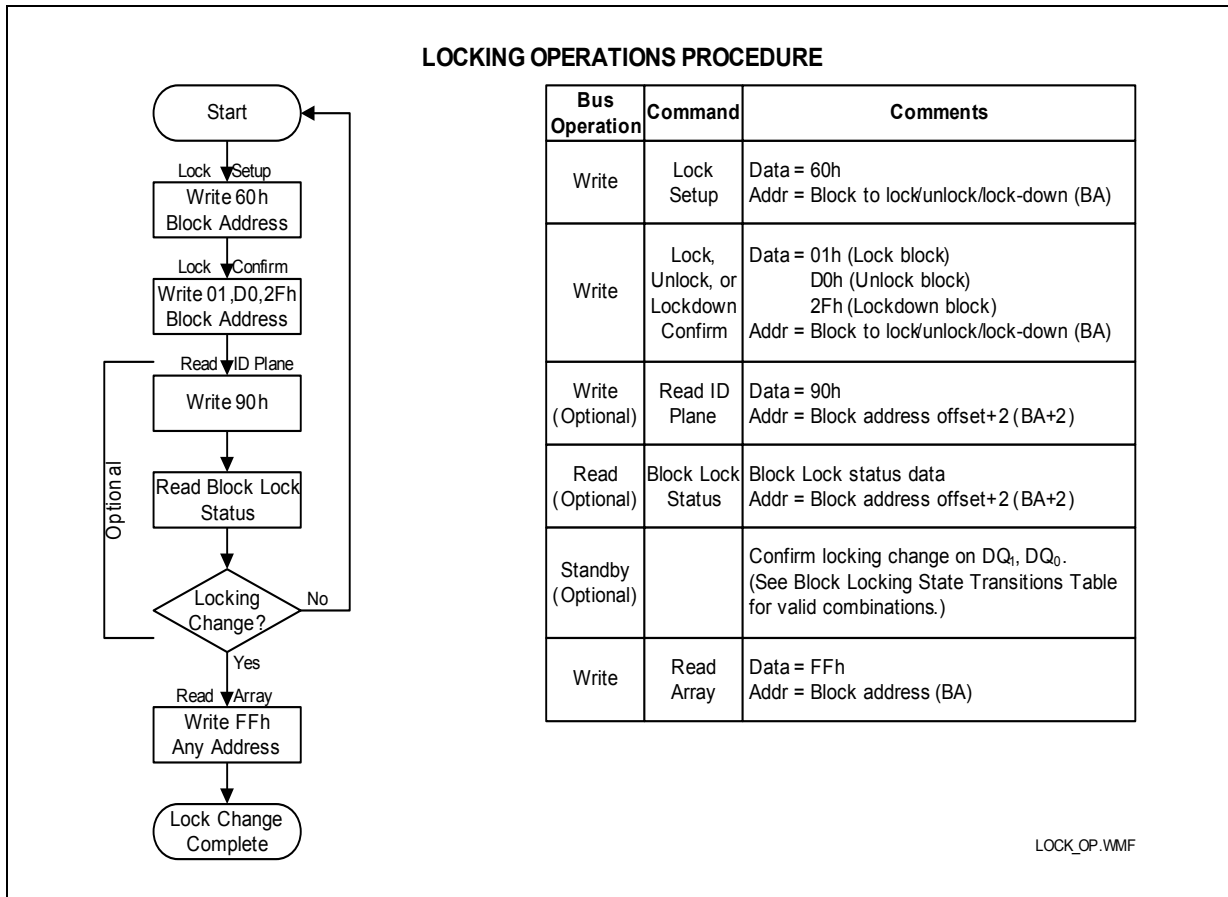 LOCKING OPERATIONS PROCEDURE
Start
Lock Setup
Write 60h
Block Address
Lock Confirm
Write 01,D0,2Fh
Block Address
Read ID Plane
Write 90h
Optional
Read Block Lock
Status
Locking
Change?
No
Yes
Read Array
Write FFh
Any Address
Lock Change
Complete
Bus
Operation
Command
Comments
Write
Lock
Setup
Data = 60h
Addr = Block to lock/unlock/lock-down (BA)
Write
Lock,
Unlock, or
Lockdown
Confirm
Data = 01h (Lock block)
D0h (Unlock block)
2Fh (Lockdown block)
Addr = Block to lock/unlock/lock-down (BA)
Write
(Optional)
Read ID
Plane
Data = 90h
Addr = Block address offset+2 (BA+2)
Read
(Optional)
Block Lock
Status
Block Lock status data
Addr = Block address offset+2 (BA+2)
Standby
(Optional)
Confirm locking change on DQ₁, DQ₀.
(See Block Locking State Transitions Table
for valid combinations.)
Write
Read
Array
Data = FFh
Addr = Block address (BA)
LOCK_OP.WMF